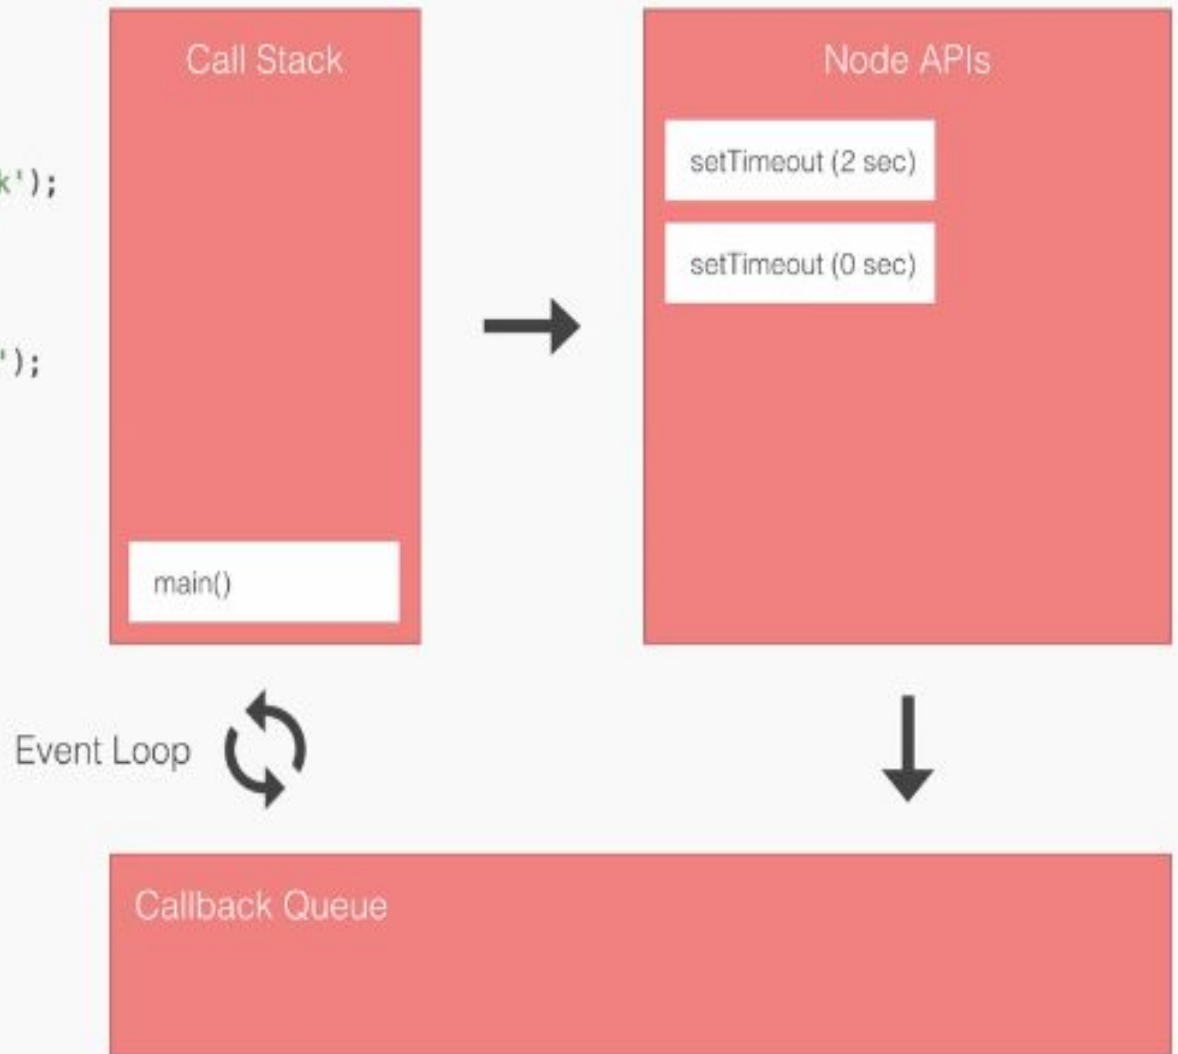 Call Stack
Node APIs
k');
setTimeout (2 sec)
setTimeout (0 sec)
');
main()
Event Loop
Callback Queue